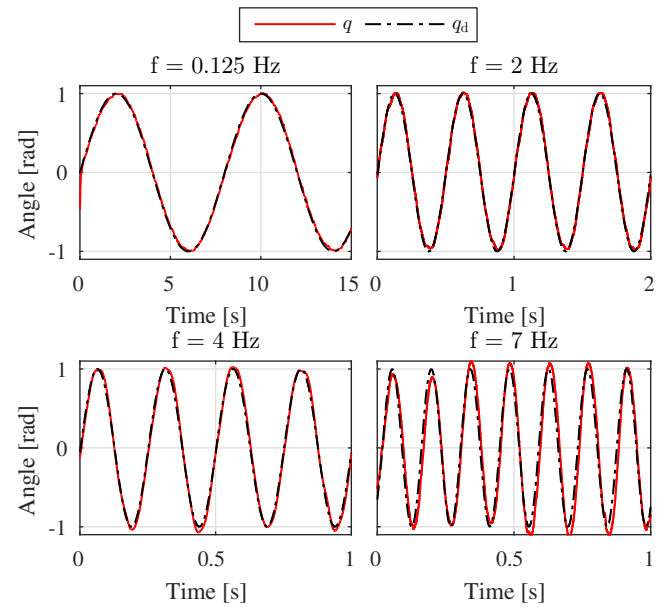 q q_d
f = 0.125 Hz f = 2 Hz
1
0
-1
Angle [rad]
0 5 10 15
Time [s]
0 1 2
Time [s]
f = 4 Hz f = 7 Hz
1
0
-1
Angle [rad]
0 0.5 1
Time [s]
0 0.5 1
Time [s]